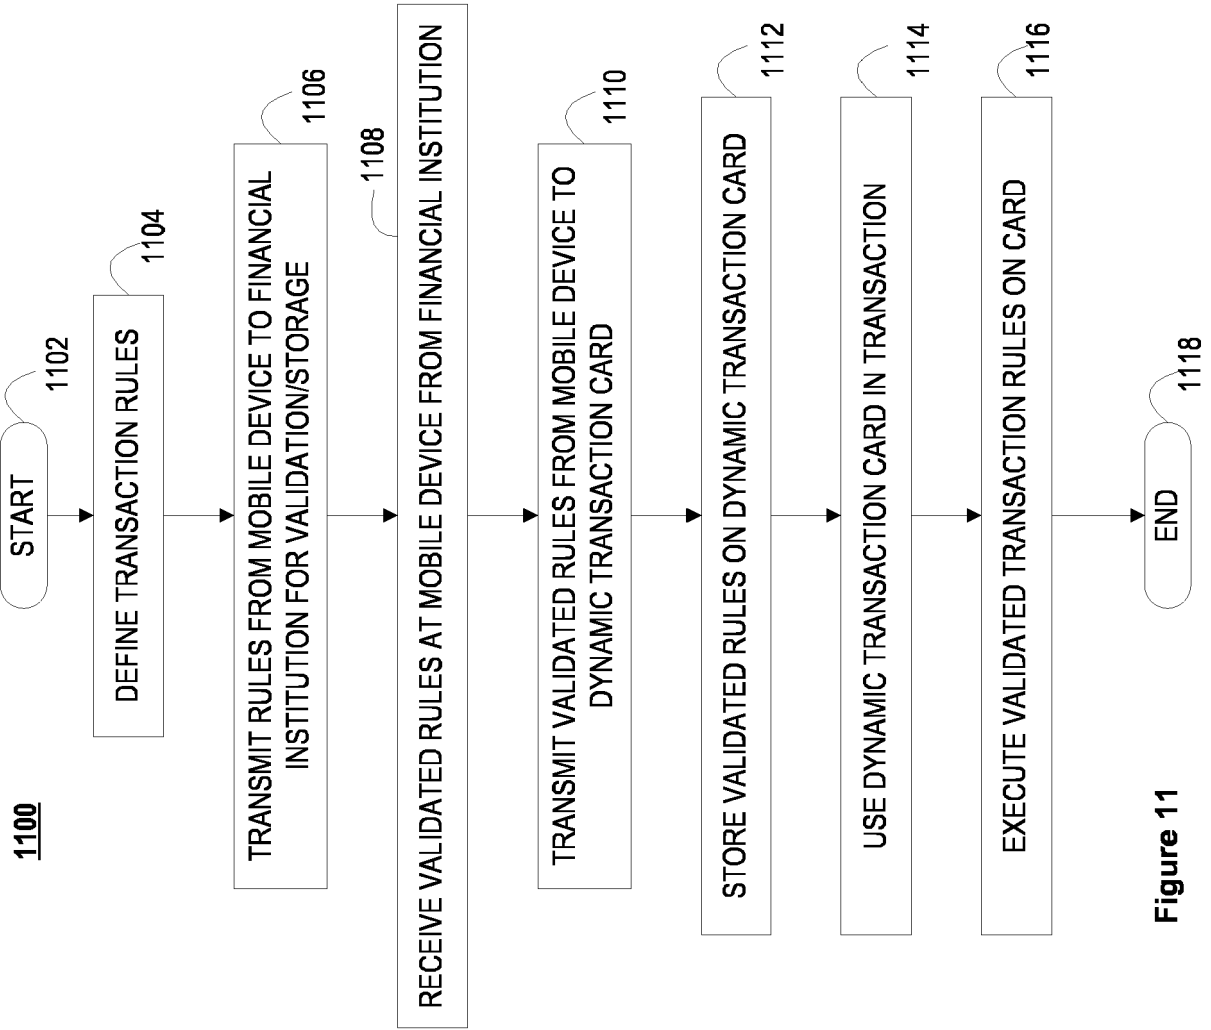 1100
START
1102
DEFINE TRANSACTION RULES
1104
TRANSMIT RULES FROM MOBILE DEVICE TO FINANCIAL
INSTITUTION FOR VALIDATION/STORAGE
1106
RECEIVE VALIDATED RULES AT MOBILE DEVICE FROM FINANCIAL INSTITUTION
1108
TRANSMIT VALIDATED RULES FROM MOBILE DEVICE TO
DYNAMIC TRANSACTION CARD
1110
STORE VALIDATED RULES ON DYNAMIC TRANSACTION CARD
1112
USE DYNAMIC TRANSACTION CARD IN TRANSACTION
1114
EXECUTE VALIDATED TRANSACTION RULES ON CARD
1116
END
1118
Figure 11